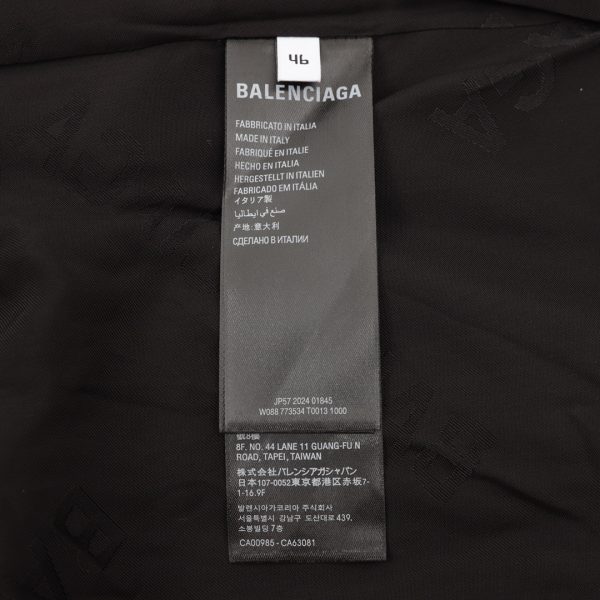 46
BALENCIAGA
FABBRICATO IN ITALIA
MADE IN ITALY
FABRIQUÉ EN ITALIE
HECHO EN ITALIA
HERGESTELLT IN ITALIEN
FABRICADO EM ITÁLIA
イタリア製
صنع في ايطاليا
产地:意大利
СДЕЛАНО В ИТАЛИИ
JP57 2024 01845
W088 773534 T0013 1000
8F. NO. 44 LANE 11 GUANG-FU N
ROAD, TAPEI, TAIWAN
株式会社バレンシアガジャパン
日本107-0052東京都港区赤坂7-
1-16.9F
발렌시아가코리아 주식회사
서울특별시 강남구 도산대로 439,
소봉빌딩 7층
CA00985 - CA63081